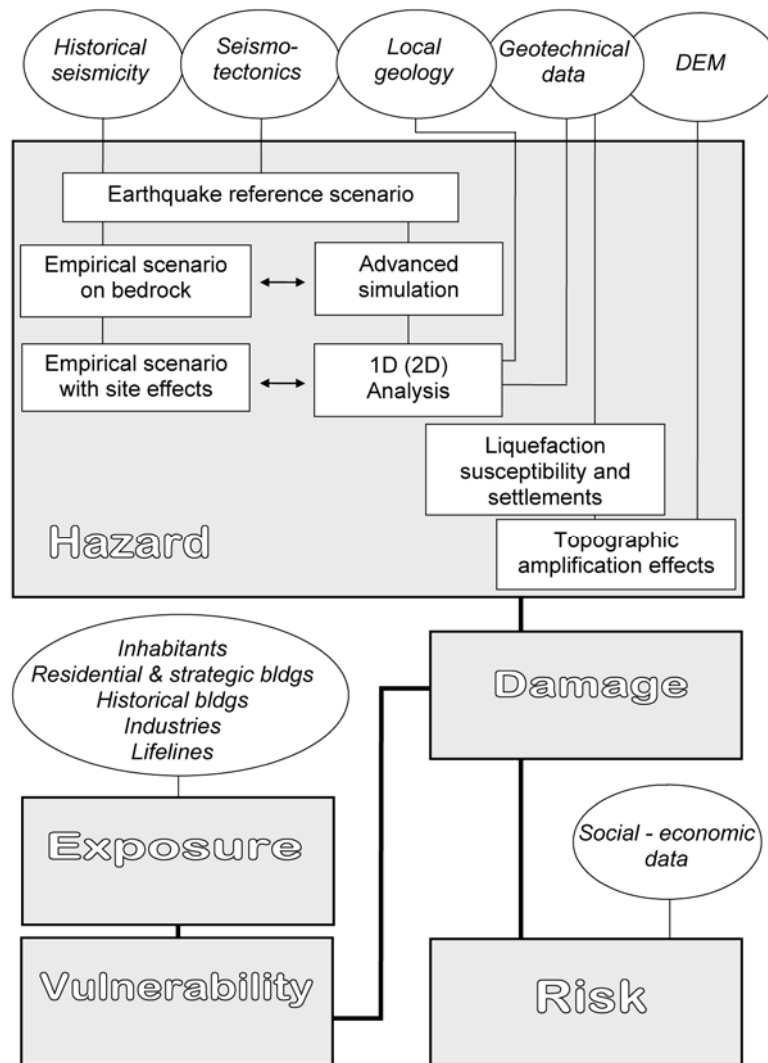 Historical
seismicity
Seismo-
tectonics
Local
geology
Geotechnical
data
DEM
Earthquake reference scenario
Empirical scenario
on bedrock
Advanced
simulation
Empirical scenario
with site effects
1D (2D)
Analysis
Liquefaction
susceptibility and
settlements
Topographic
amplification effects
Hazard
Inhabitants
Residential & strategic bldgs
Historical bldgs
Industries
Lifelines
Damage
Exposure
Social - economic
data
Vulnerability
Risk